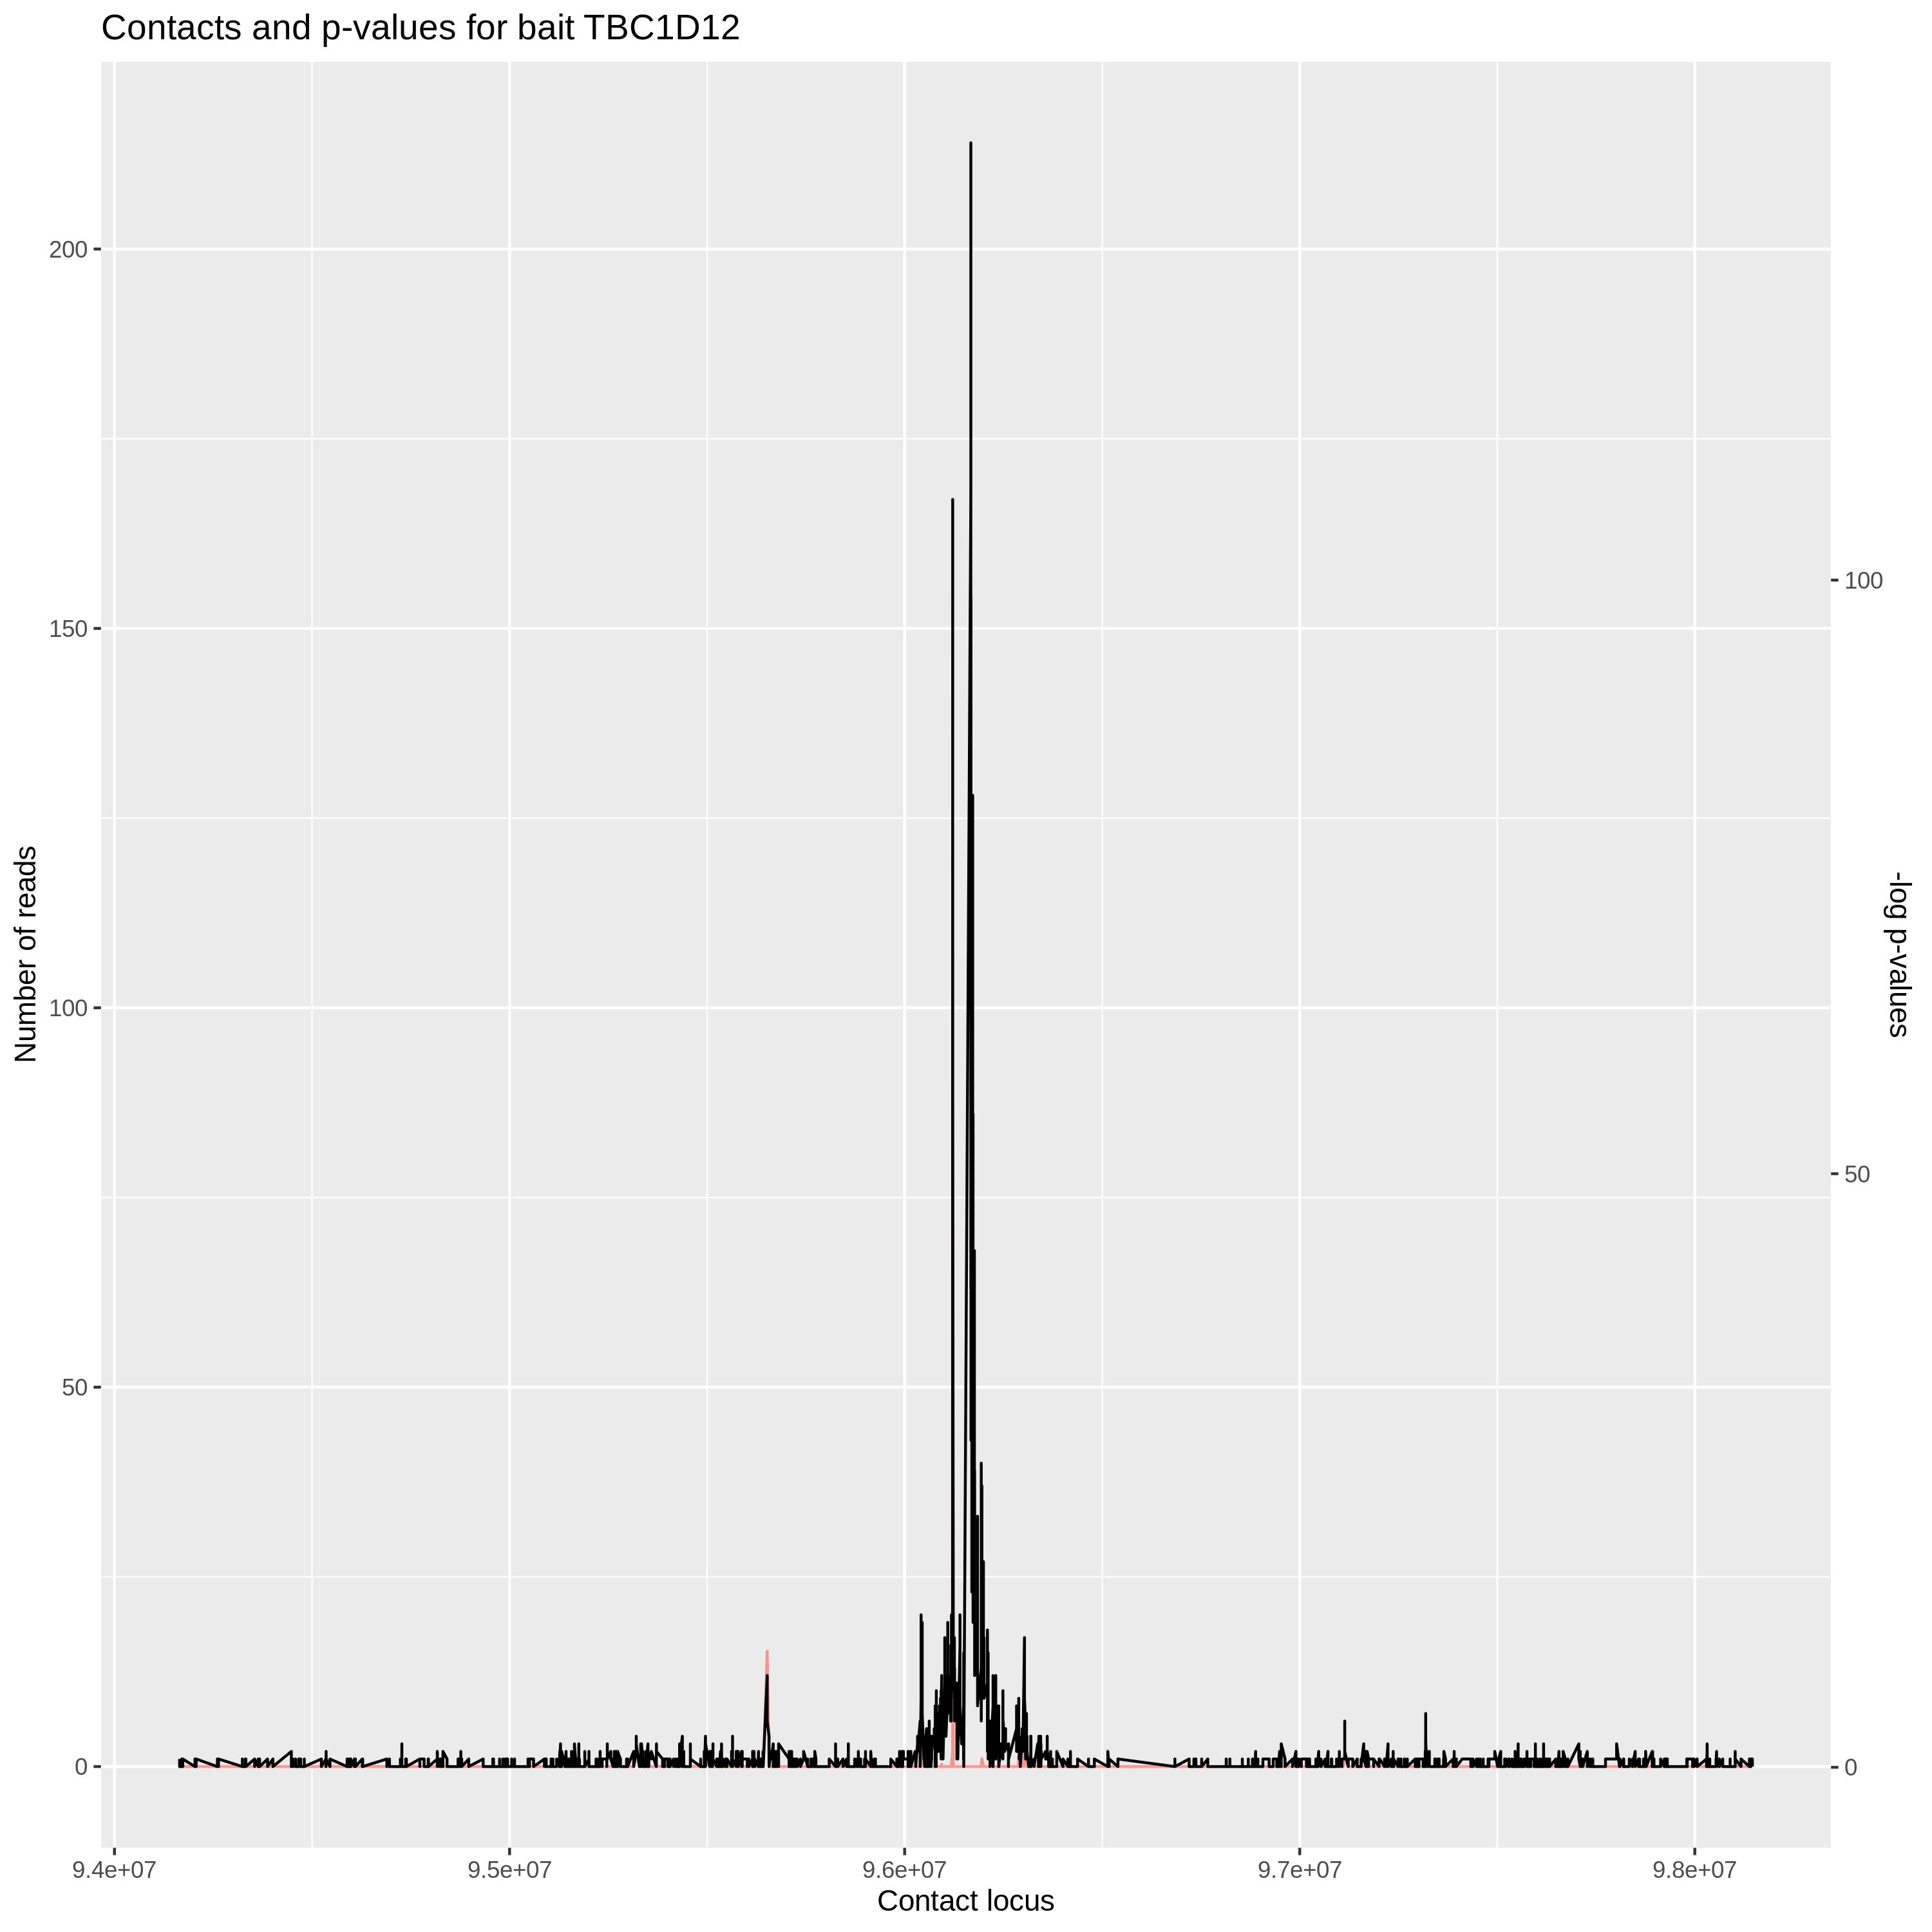 Contacts and p-values for bait TBC1D12
200
150
100
50
0
Number of reads
100
50
0
-log p-values
9.4e+07 9.5e+07 9.6e+07 9.7e+07 9.8e+07
Contact locus